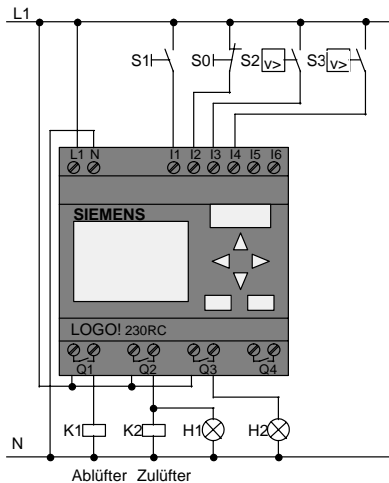 L1
S1 S0 S2 v> S3 v>
L1 N I1 I2 I3 I4 I5 I6
SIEMENS
LOGO! 230RC
Q1 Q2 Q3 Q4
K1 K2 H1 H2
N
Ablüfter Zulüfter